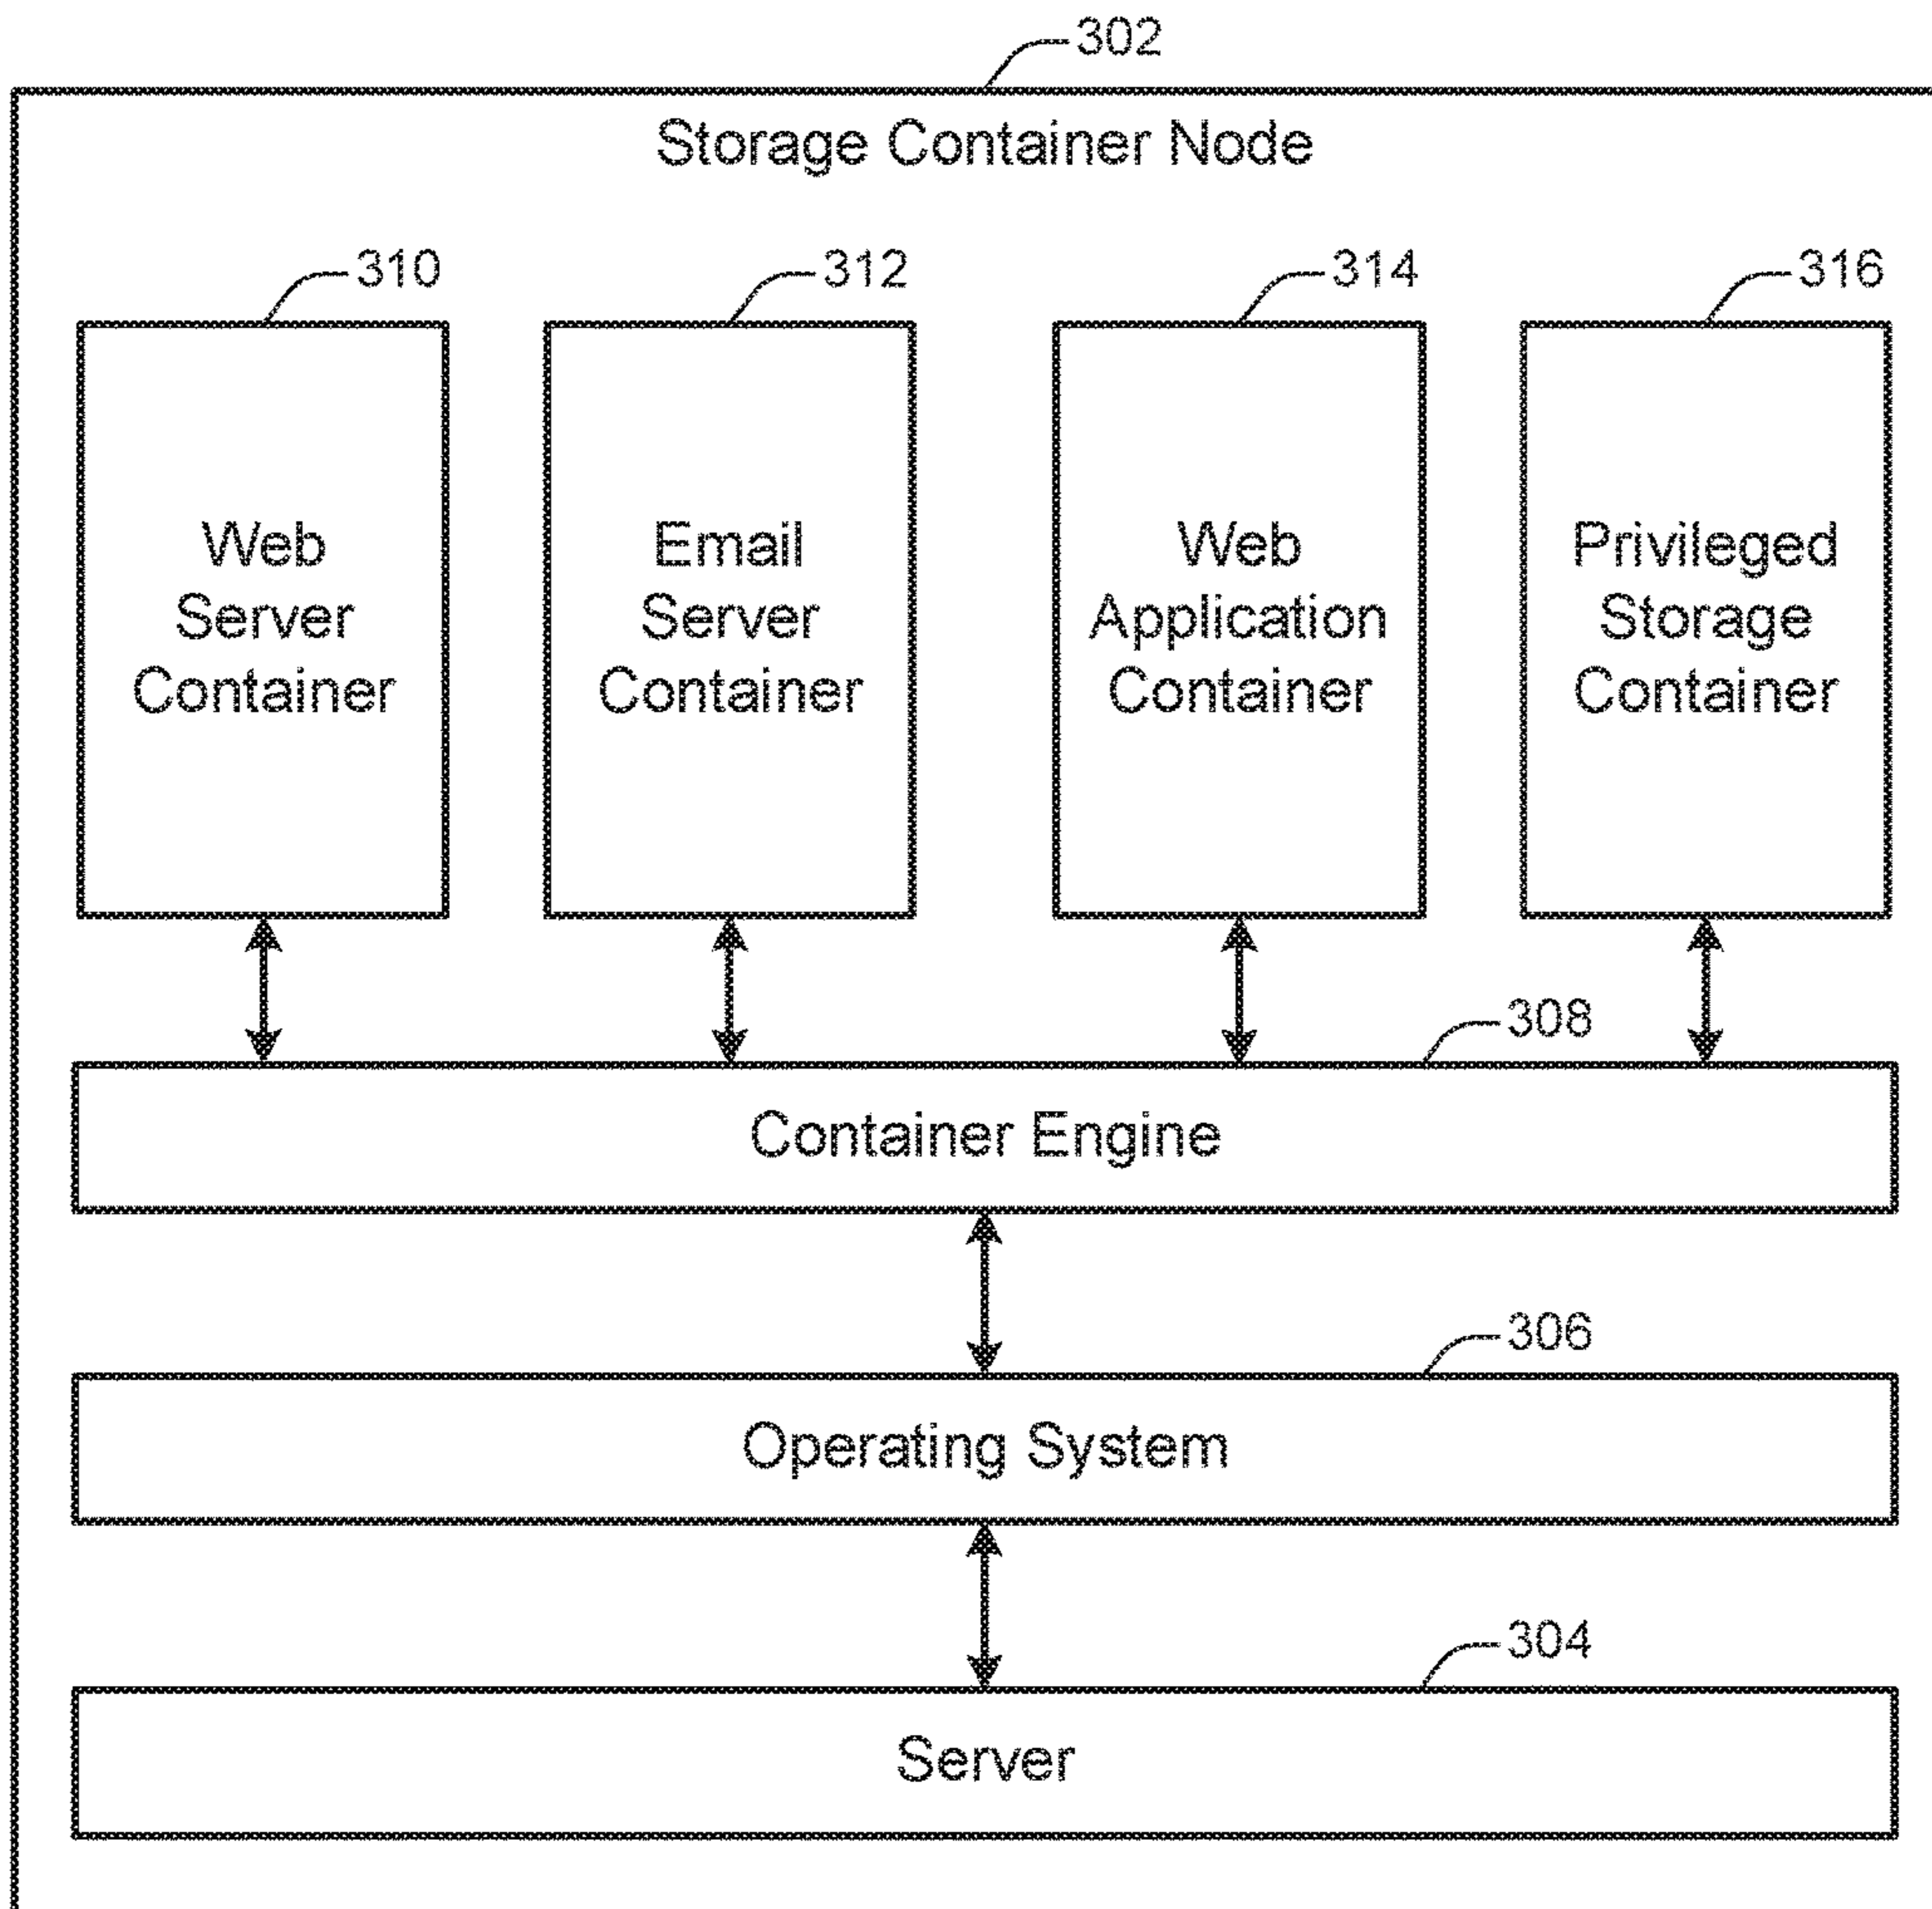 302
Storage Container Node
310
312
314
316
Web
Server
Container
Email
Server
Container
Web
Application
Container
Privileged
Storage
Container
308
Container Engine
306
Operating System
304
Server